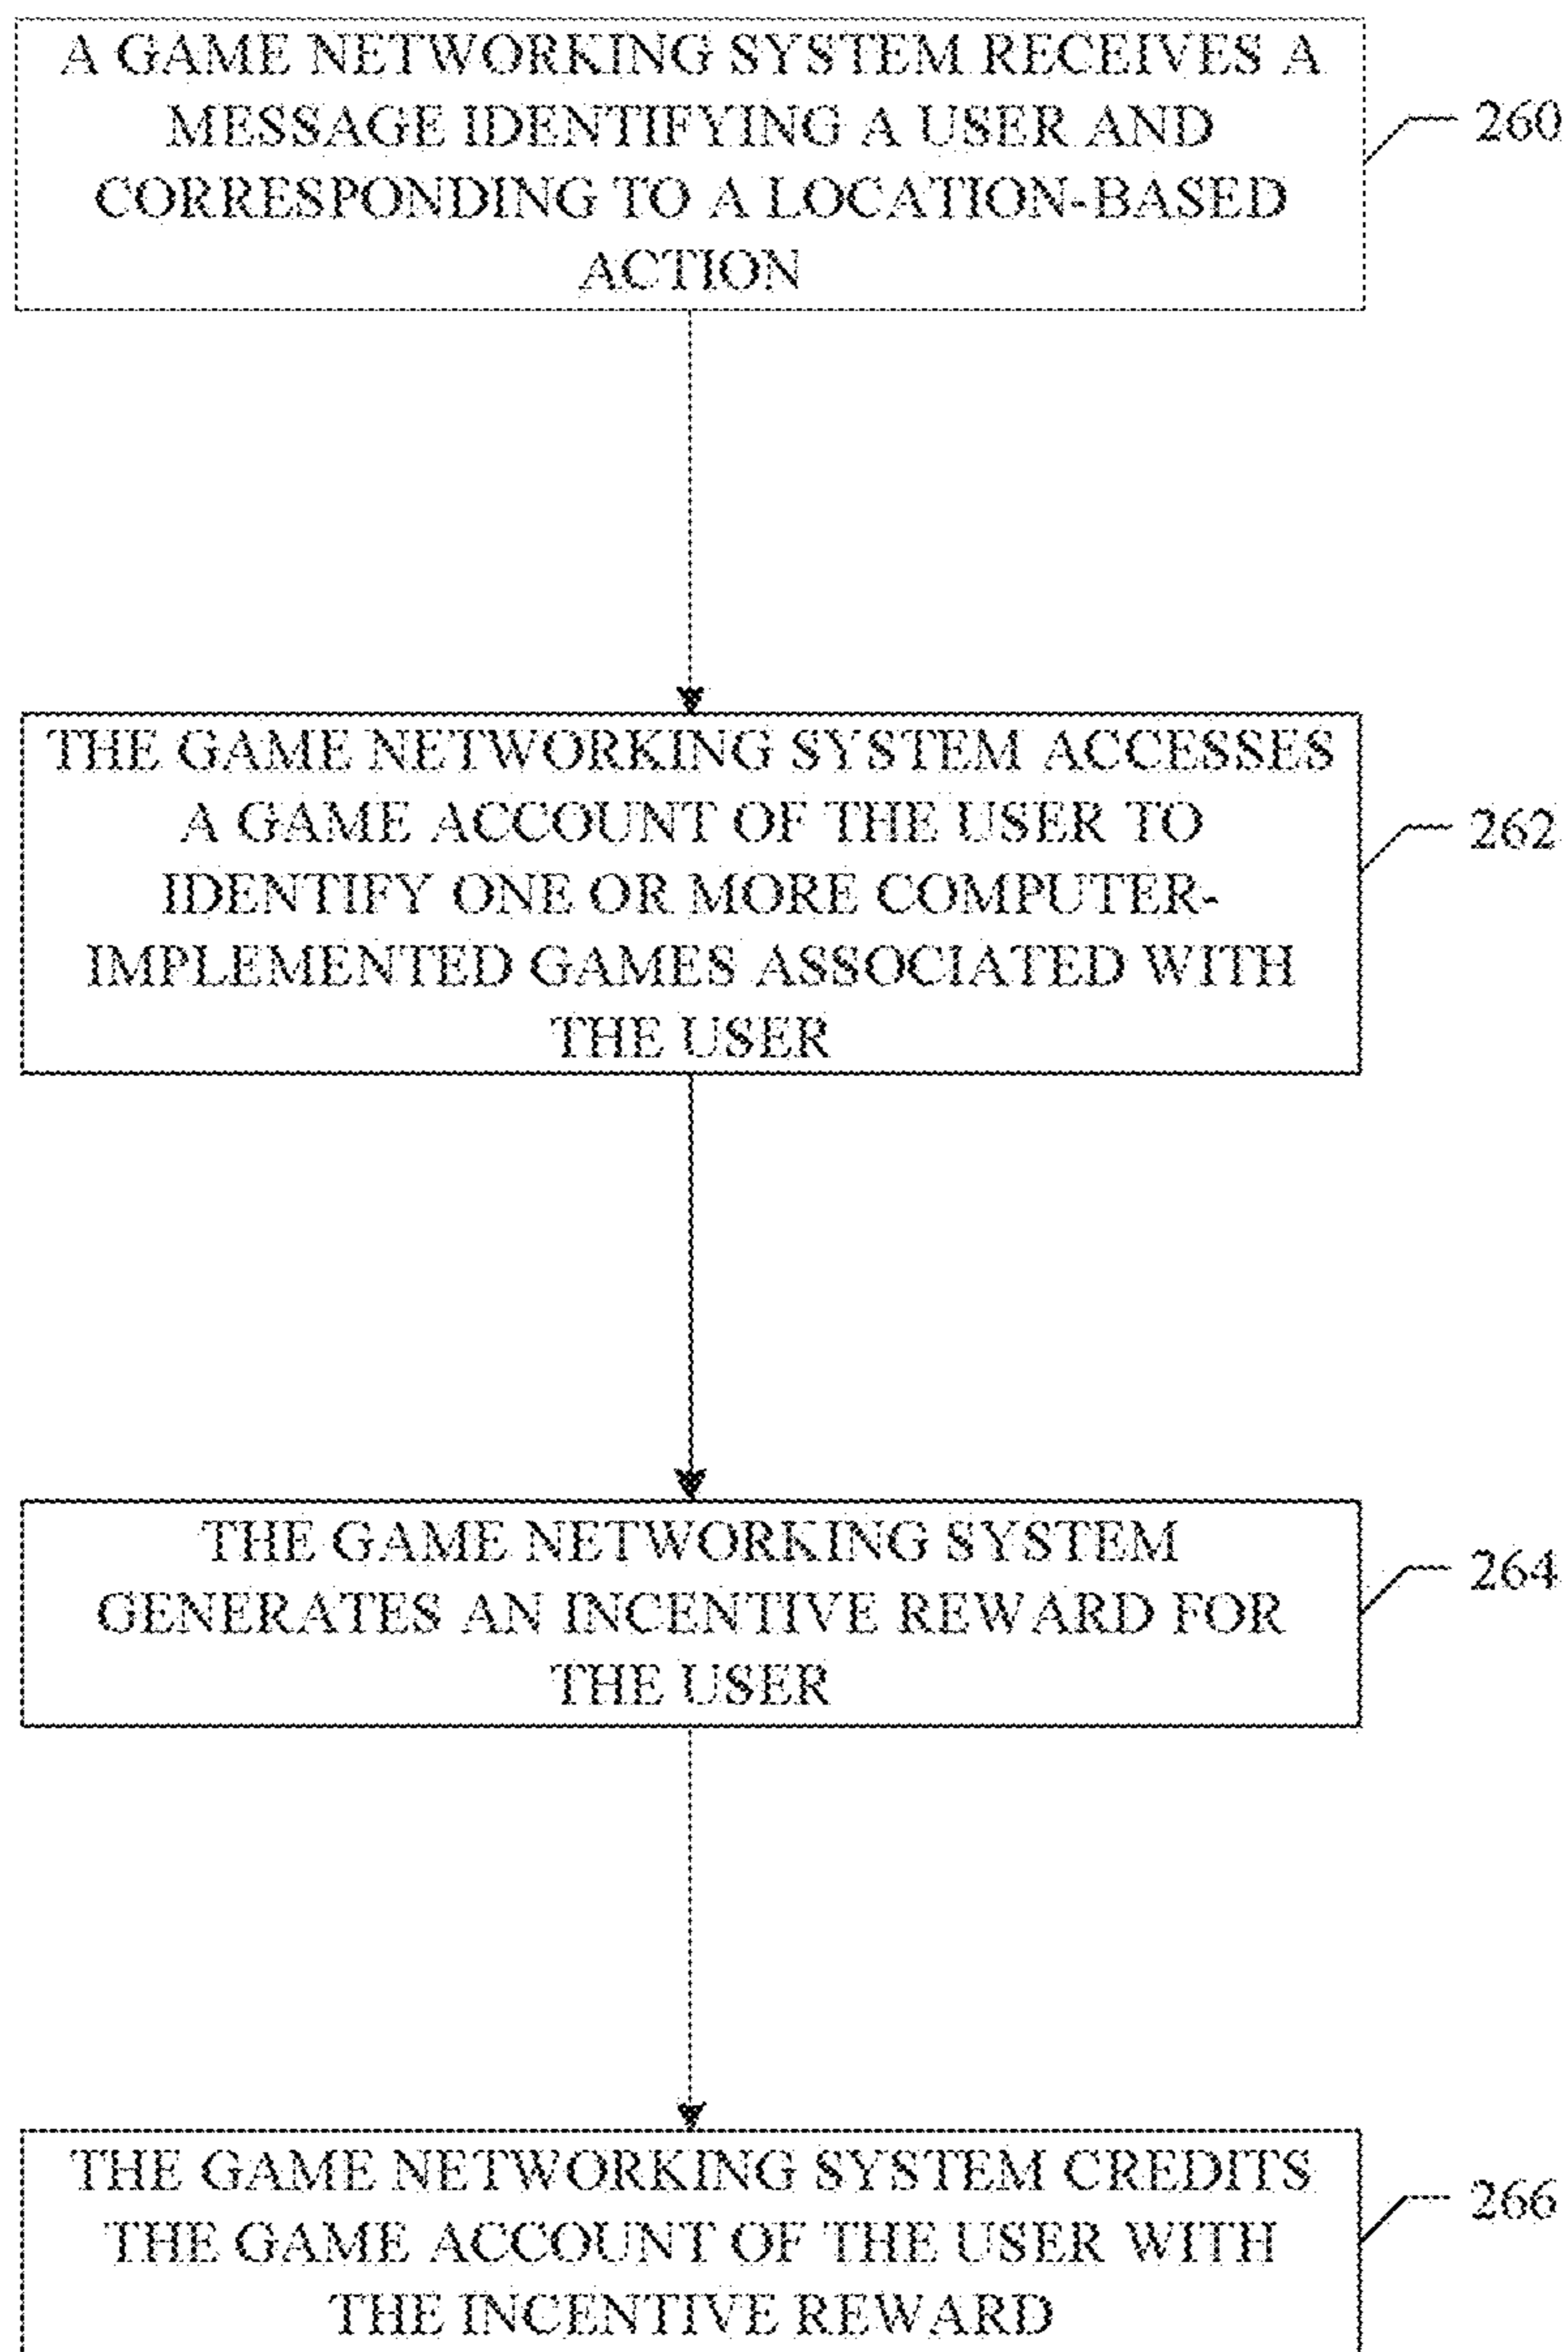 A GAME NETWORKING SYSTEM RECEIVES A
MESSAGE IDENTIFYING A USER AND
CORRESPONDING TO A LOCATION-BASED
ACTION
260
THE GAME NETWORKING SYSTEM ACCESSES
A GAME ACCOUNT OF THE USER TO
IDENTIFY ONE OR MORE COMPUTER-
IMPLEMENTED GAMES ASSOCIATED WITH
THE USER
262
THE GAME NETWORKING SYSTEM
GENERATES AN INCENTIVE REWARD FOR
THE USER
264
THE GAME NETWORKING SYSTEM CREDITS
THE GAME ACCOUNT OF THE USER WITH
THE INCENTIVE REWARD
266